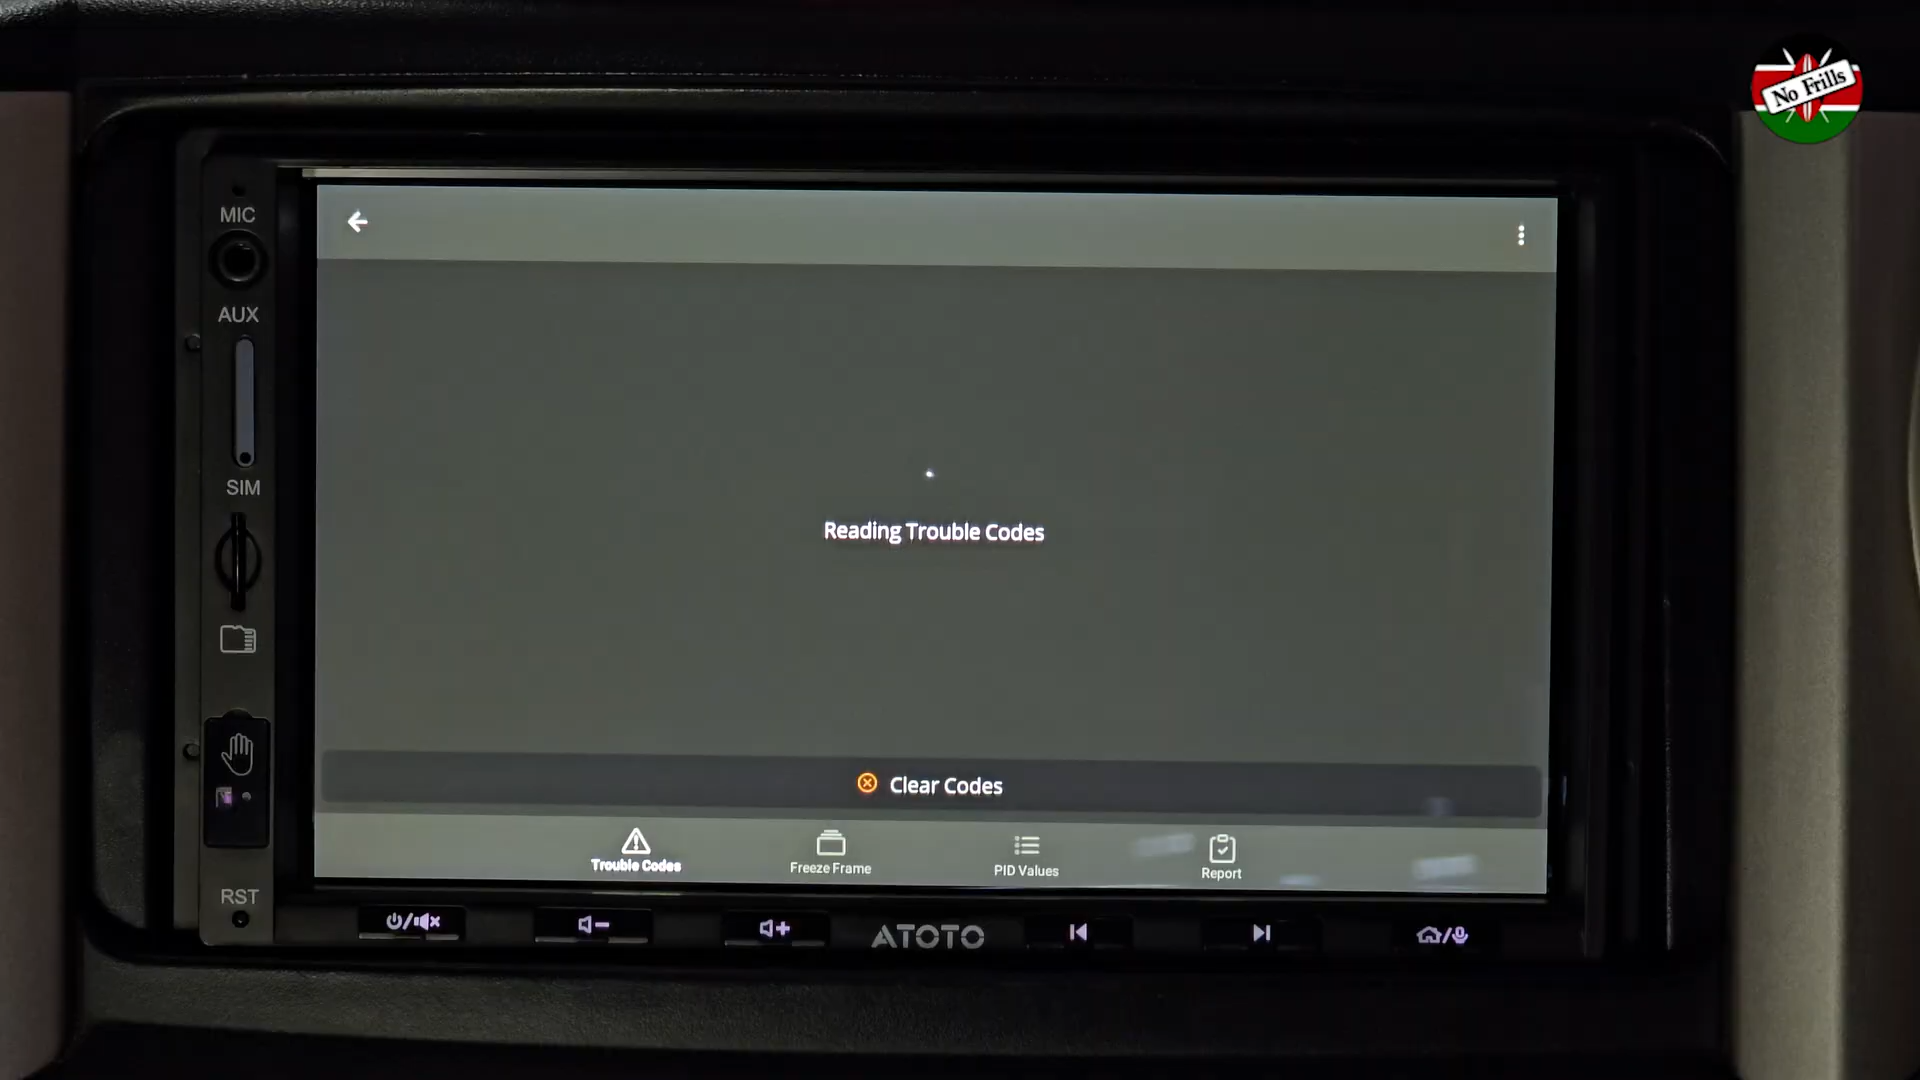 No Frills
MIC
AUX
SIM
RST
Reading Trouble Codes
Clear Codes
Trouble Codes
Freeze Frame
PID Values
Report
ATOTO